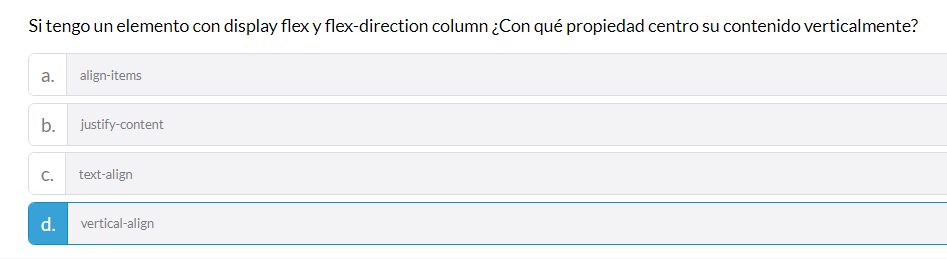 Si tengo un elemento con display flex y flex-direction column ¿Con qué propiedad centro su contenido verticalmente?
a. align-items
b. justify-content
c. text-align
d. vertical-align